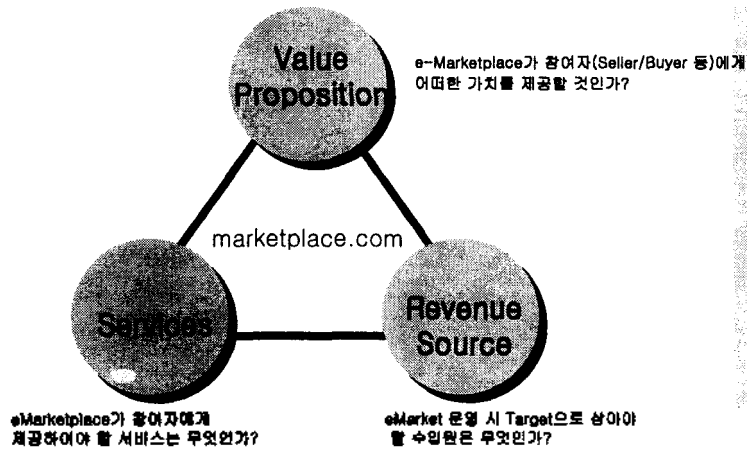 Value
Proposition
e-Marketplace가 참여자(Seller/Buyer 등)에게
어떠한 가치를 제공할 것인가?
marketplace.com
Services
Revenue
Source
eMarketplace가 참여자에게
제공하여야 할 서비스는 무엇인가?
eMarket 운영 시 Target으로 삼아야
할 수입원은 무엇인가?